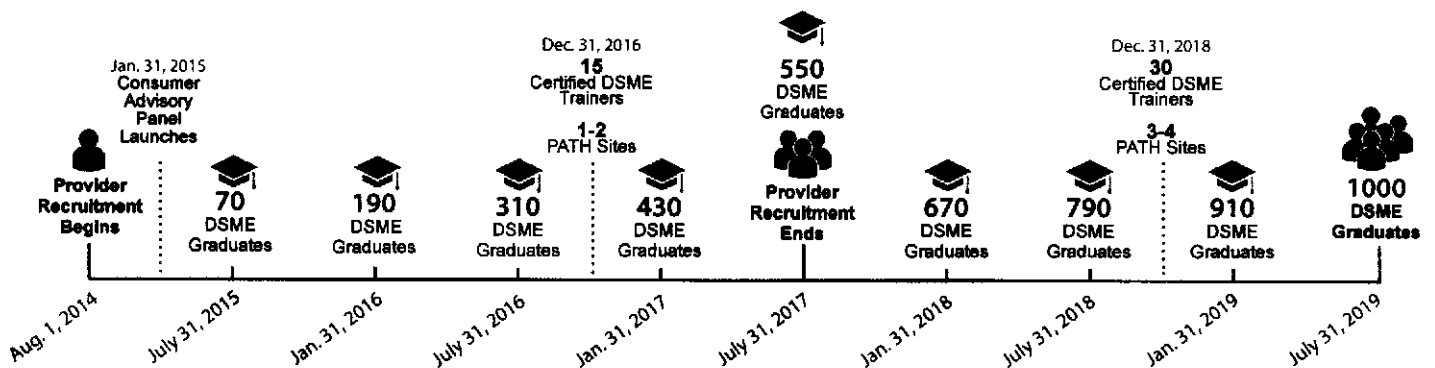 Jan. 31, 2015
Consumer
Advisory
Panel
Launches
Provider
Recruitment
Begins
70
DSME
Graduates
190
DSME
Graduates
310
DSME
Graduates
Dec. 31, 2016
15
Certified DSME
Trainers
1-2
PATH Sites
430
DSME
Graduates
550
DSME
Graduates
Provider
Recruitment
Ends
670
DSME
Graduates
790
DSME
Graduates
Dec. 31, 2018
30
Certified DSME
Trainers
3-4
PATH Sites
910
DSME
Graduates
1000
DSME
Graduates
Aug. 1, 2014
July 31, 2015
Jan. 31, 2016
July 31, 2016
Jan. 31, 2017
July 31, 2017
Jan. 31, 2018
July 31, 2018
Jan. 31, 2019
July 31, 2019